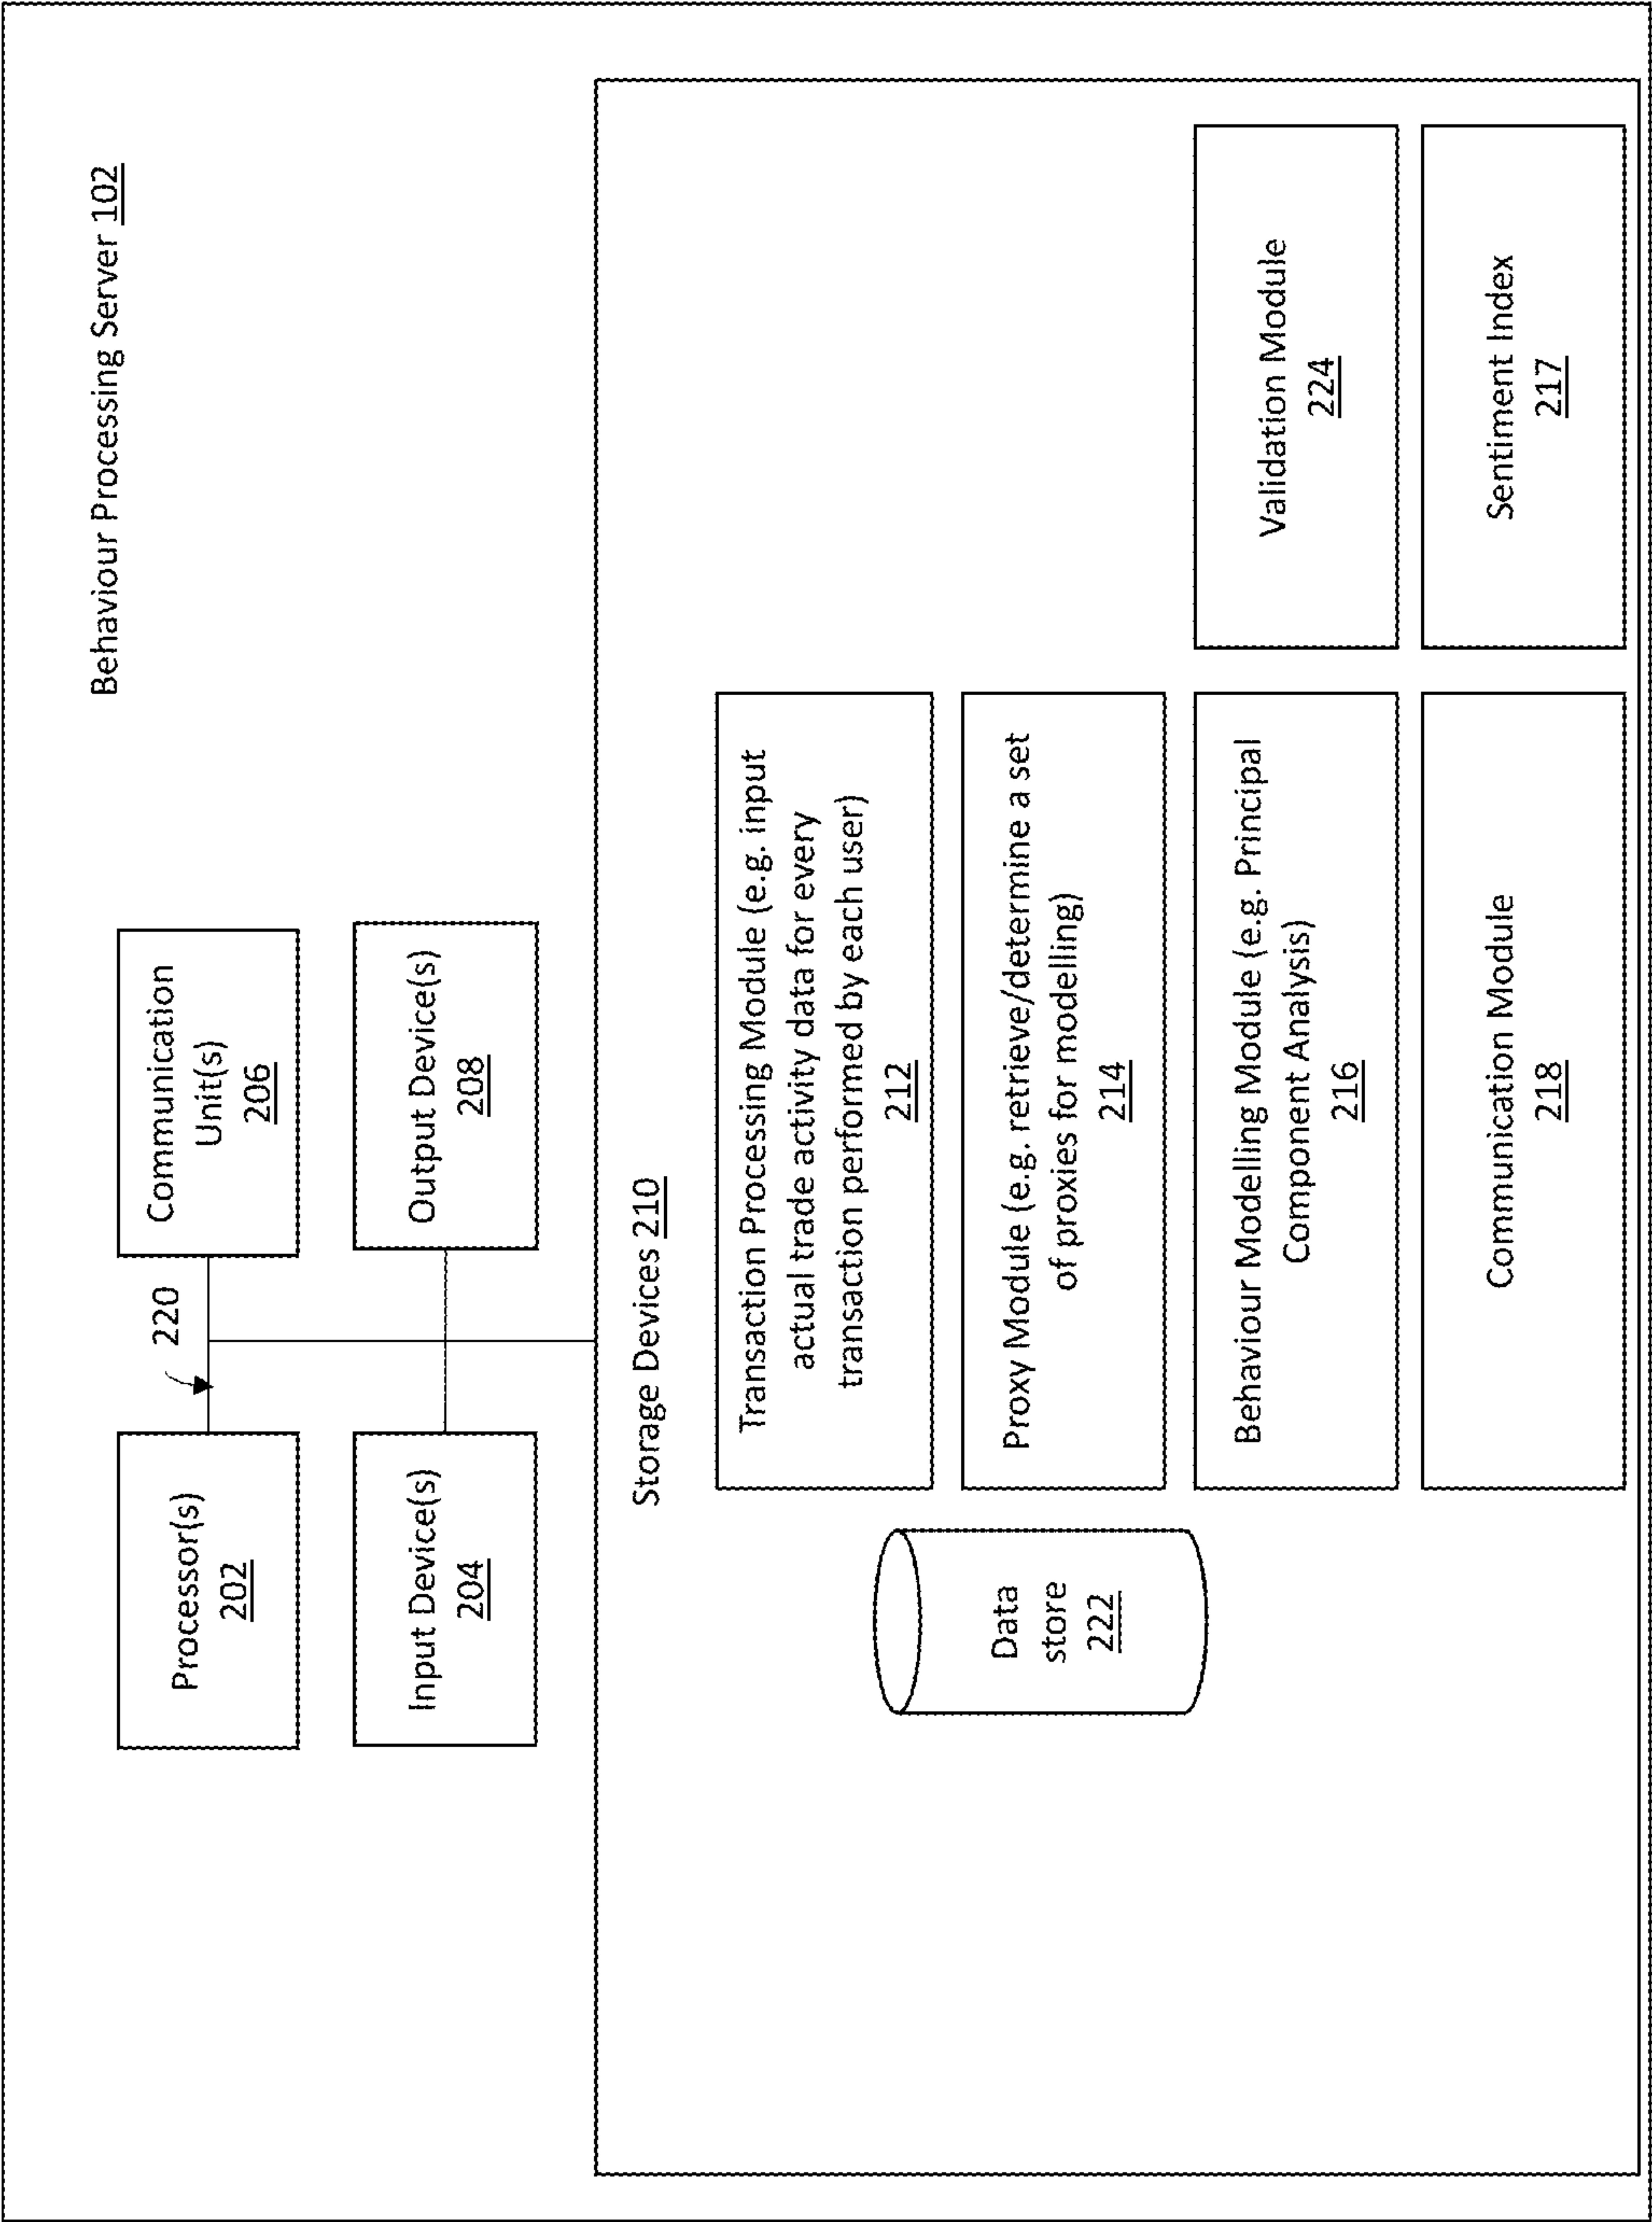 Behaviour Processing Server 102
Processor(s)
202
220
Communication
Unit(s)
206
Input Device(s)
204
Output Device(s)
208
Storage Devices 210
Data
store
222
Transaction Processing Module (e.g. input
actual trade activity data for every
transaction performed by each user)
212
Proxy Module (e.g. retrieve/determine a set
of proxies for modelling)
214
Behaviour Modelling Module (e.g. Principal
Component Analysis)
216
Validation Module
224
Communication Module
218
Sentiment Index
217